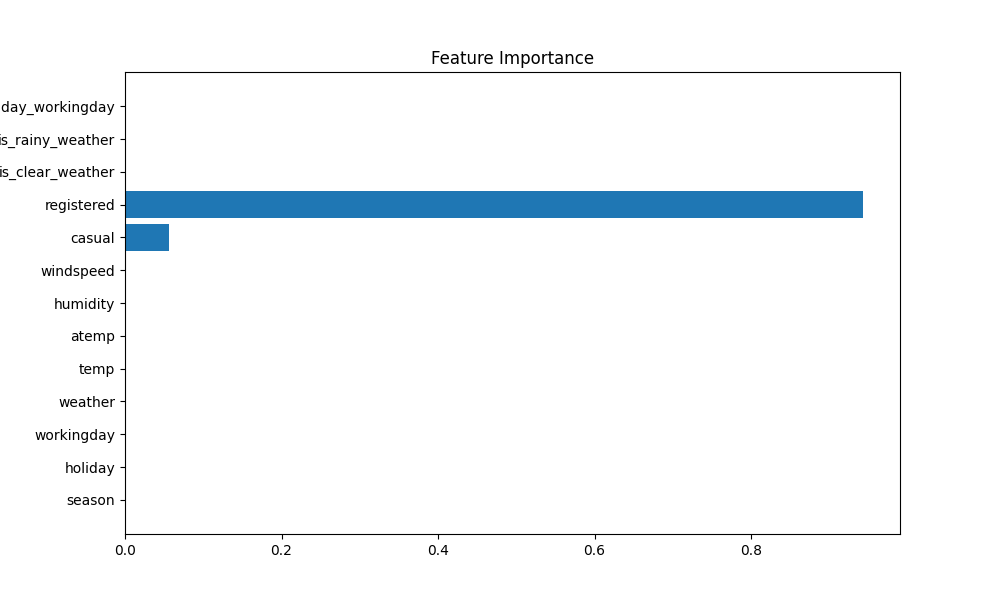 Feature Importance
day_workingday
is_rainy_weather
is_clear_weather
registered
casual
windspeed
humidity
atemp
temp
weather
workingday
holiday
season
0.0 0.2 0.4 0.6 0.8